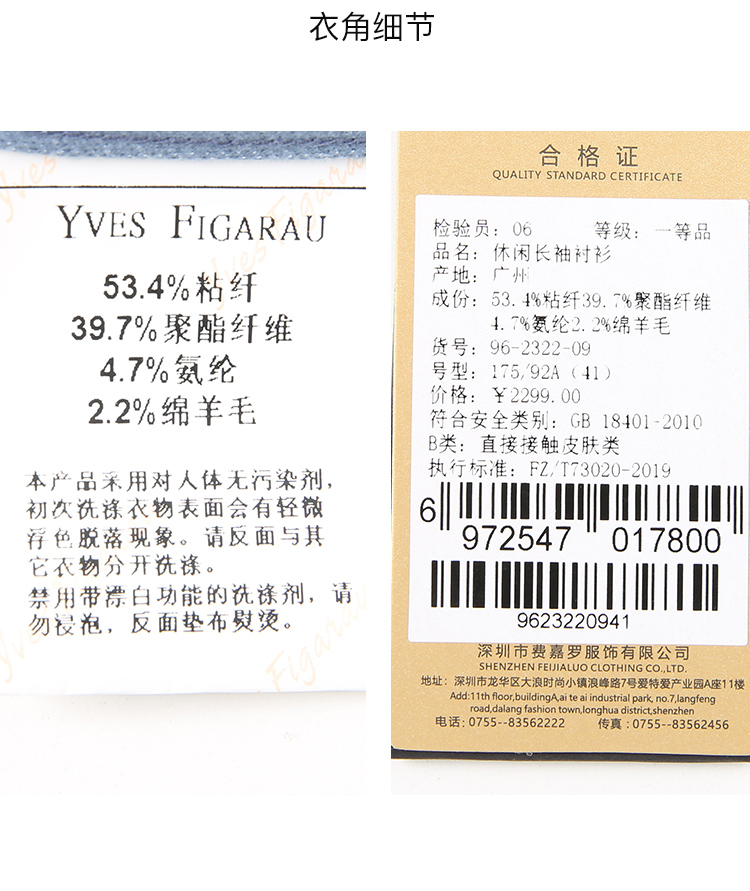 衣角细节
YVES FIGARAU
53.4%粘纤
39.7%聚酯纤维
4.7%氨纶
2.2%绵羊毛
本产品采用对人体无污染剂，
初次洗涤衣物表面会有轻微
浮色脱落现象。请反面与其
它衣物分开洗涤。
禁用带漂白功能的洗涤剂，请
勿浸泡，反面垫布熨烫。
Yves
Figarau
Yves
Yves
Figarau
合格证
QUALITY STANDARD CERTIFICATE
检验员：06 等级：一等品
品名：休闲长袖衬衫
产地：广州
成份：53.4%粘纤39.7%聚酯纤维
4.7%氨纶2.2%绵羊毛
货号：96-2322-09
号型：175/92A（41）
价格：￥2299.00
符合安全类别：GB 18401-2010
B类：直接接触皮肤类
执行标准：FZ/T73020-2019
6 972547 017800
9623220941
深圳市费嘉罗服饰有限公司
SHENZHEN FEIJIALUO CLOTHING CO.,LTD.
地址：深圳市龙华区大浪时尚小镇浪峰路7号爱特爱产业园A座11楼
Add:11th floor,buildingA,ai te ai industrial park, no.7,langfeng
road,dalang fashion town,longhua district,shenzhen
电话：0755--83562222 传真：0755--83562456